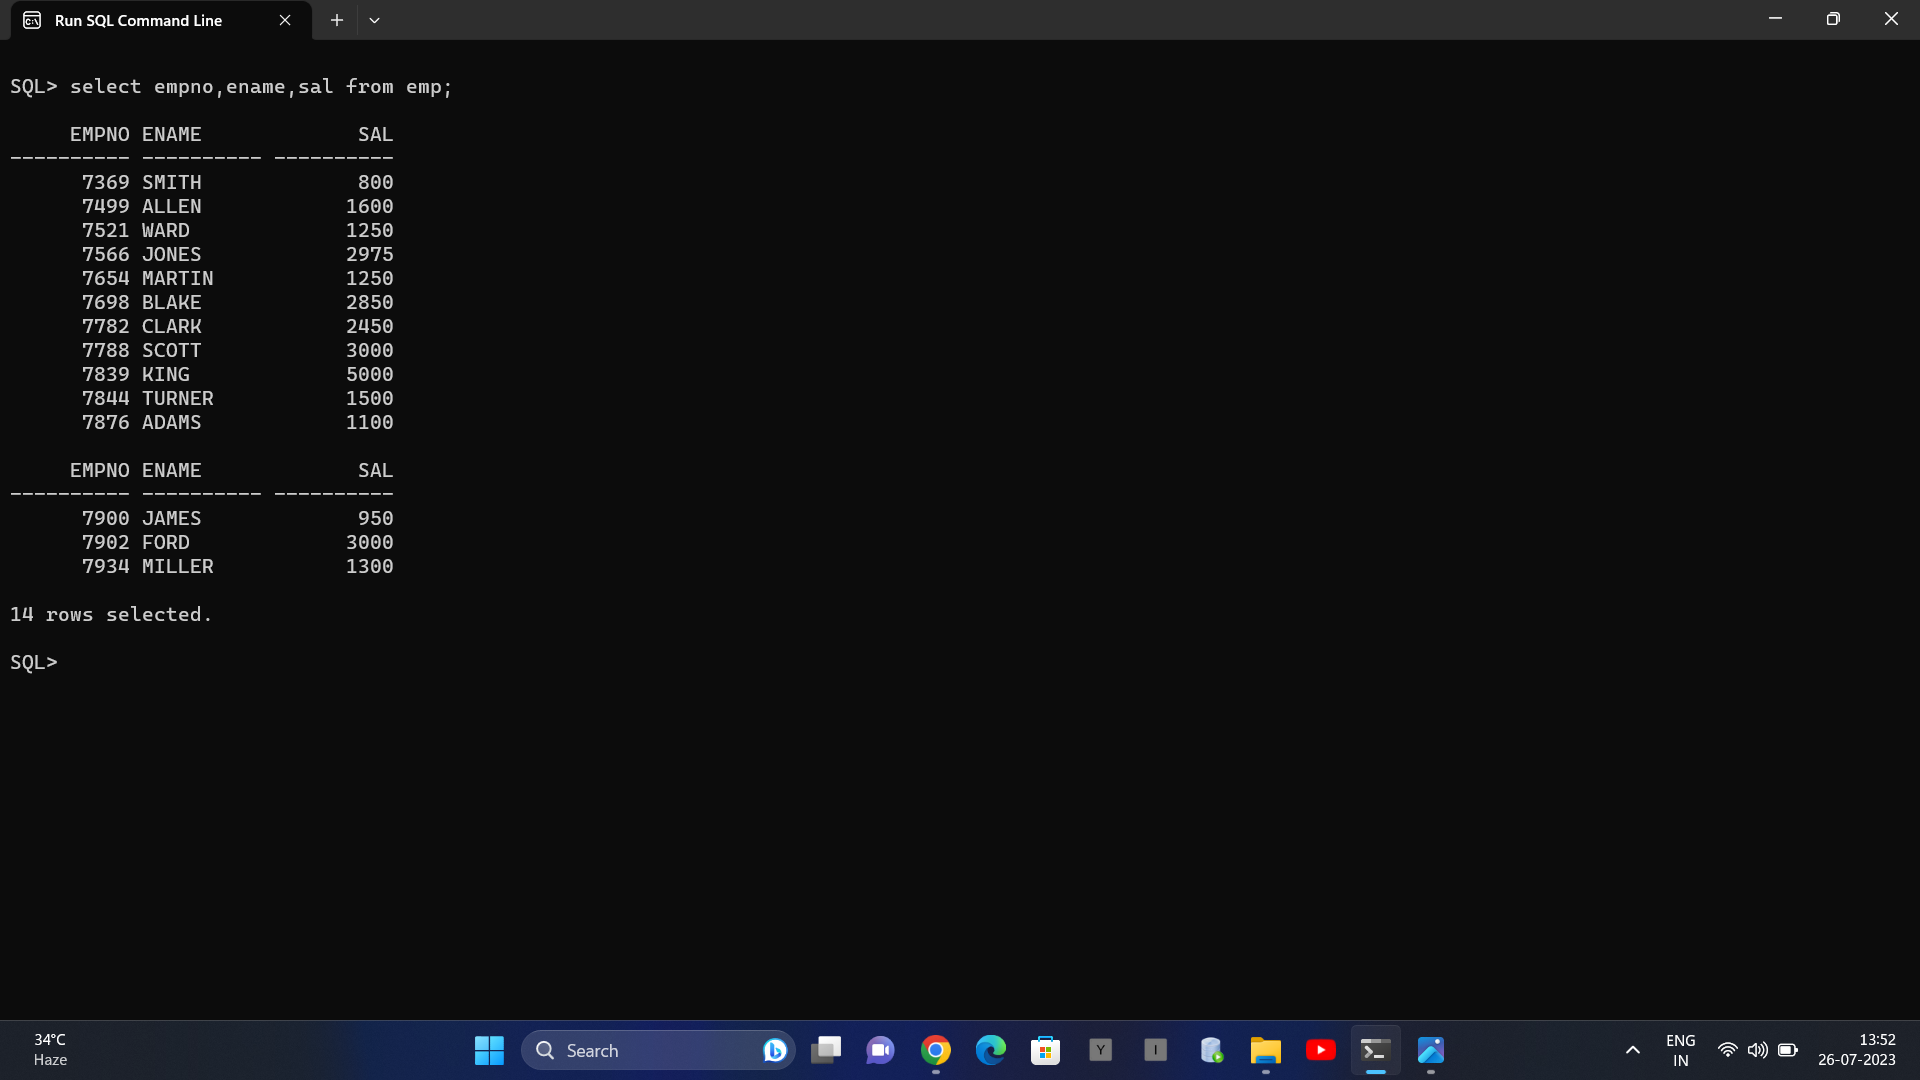 Run SQL Command Line
SQL> select empno,ename,sal from emp;
     EMPNO ENAME             SAL
---------- ---------- ----------
      7369 SMITH             800
      7499 ALLEN            1600
      7521 WARD             1250
      7566 JONES            2975
      7654 MARTIN           1250
      7698 BLAKE            2850
      7782 CLARK            2450
      7788 SCOTT            3000
      7839 KING             5000
      7844 TURNER           1500
      7876 ADAMS            1100
     EMPNO ENAME             SAL
---------- ---------- ----------
      7900 JAMES             950
      7902 FORD             3000
      7934 MILLER           1300
14 rows selected.
SQL>
34°C
Haze
Search
Y
I
ENG
IN
13:52
26-07-2023